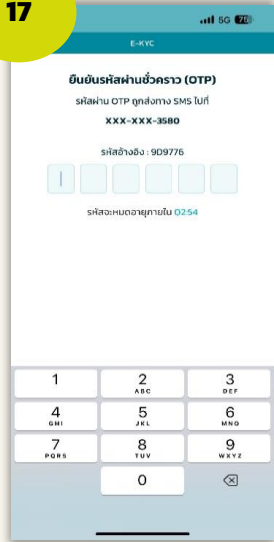 17
5G 75
E-KYC
ยืนยันรหัสผ่านชั่วคราว (OTP)
รหัสผ่าน OTP ถูกส่งทาง SMS ไปที่
XXX-XXX-3580
รหัสอ้างอิง : 9D9776
รหัสจะหมดอายุภายใน 02:54
1 2 3
ABC DEF
4 5 6
GHI JKL MNO
7 8 9
PQRS TUV WXYZ
0